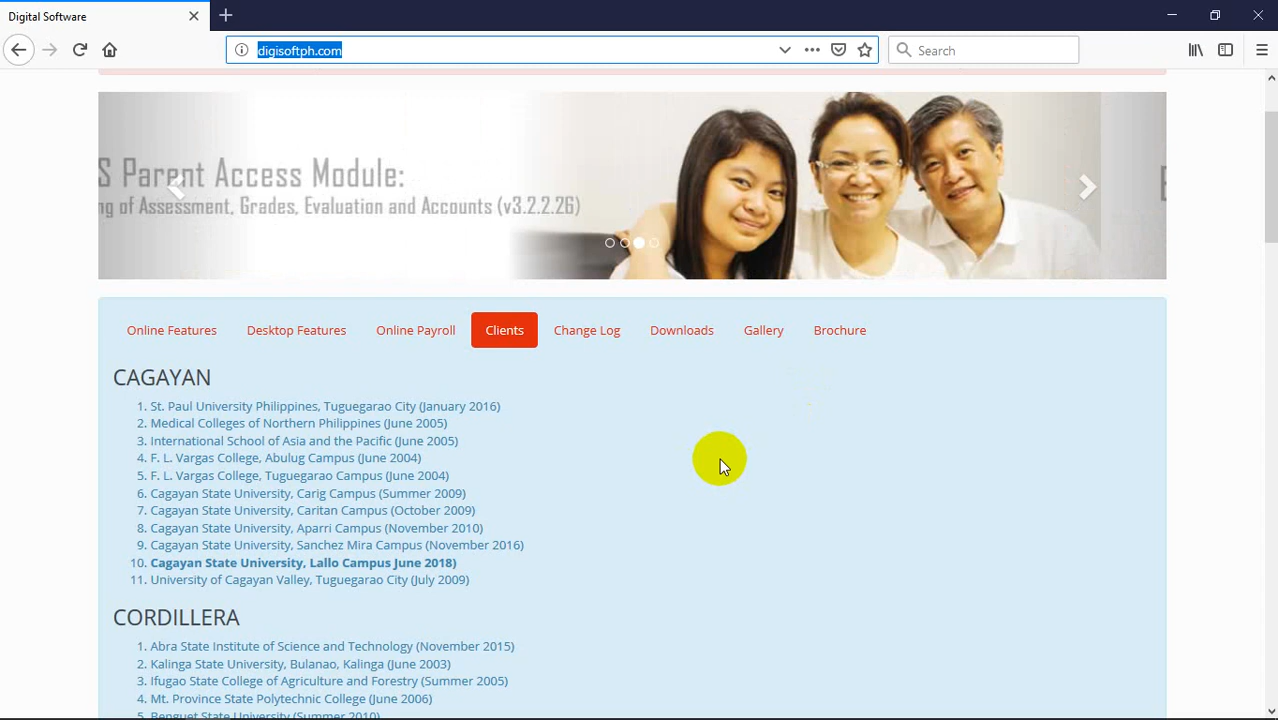 Digital Software
digisoftph.com
Search
S Parent Access Module:
ng of Assessment, Grades, Evaluation and Accounts (v3.2.2.26)
Online Features
Desktop Features
Online Payroll
Clients
Change Log
Downloads
Gallery
Brochure
CAGAYAN
1. St. Paul University Philippines, Tuguegarao City (January 2016)
2. Medical Colleges of Northern Philippines (June 2005)
3. International School of Asia and the Pacific (June 2005)
4. F. L. Vargas College, Abulug Campus (June 2004)
5. F. L. Vargas College, Tuguegarao Campus (June 2004)
6. Cagayan State University, Carig Campus (Summer 2009)
7. Cagayan State University, Caritan Campus (October 2009)
8. Cagayan State University, Aparri Campus (November 2010)
9. Cagayan State University, Sanchez Mira Campus (November 2016)
10. Cagayan State University, Lallo Campus June 2018)
11. University of Cagayan Valley, Tuguegarao City (July 2009)
CORDILLERA
1. Abra State Institute of Science and Technology (November 2015)
2. Kalinga State University, Bulanao, Kalinga (June 2003)
3. Ifugao State College of Agriculture and Forestry (Summer 2005)
4. Mt. Province State Polytechnic College (June 2006)
5. Benguet State University (Summer 2010)